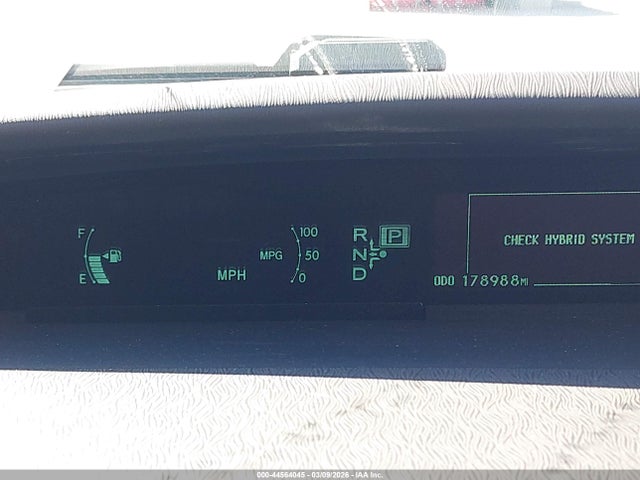 F
E
MPH
MPG
100
50
0
R
N
D
P
CHECK HYBRID SYSTEM
ODO 178988MI
000-44564045 - 03/09/2026 - IAA Inc.